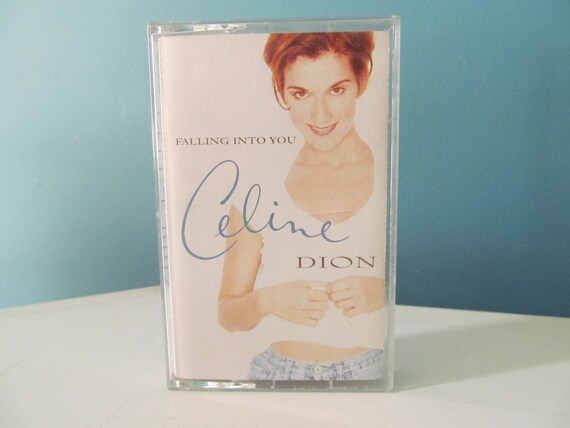 FALLING INTO YOU
Celine
DION